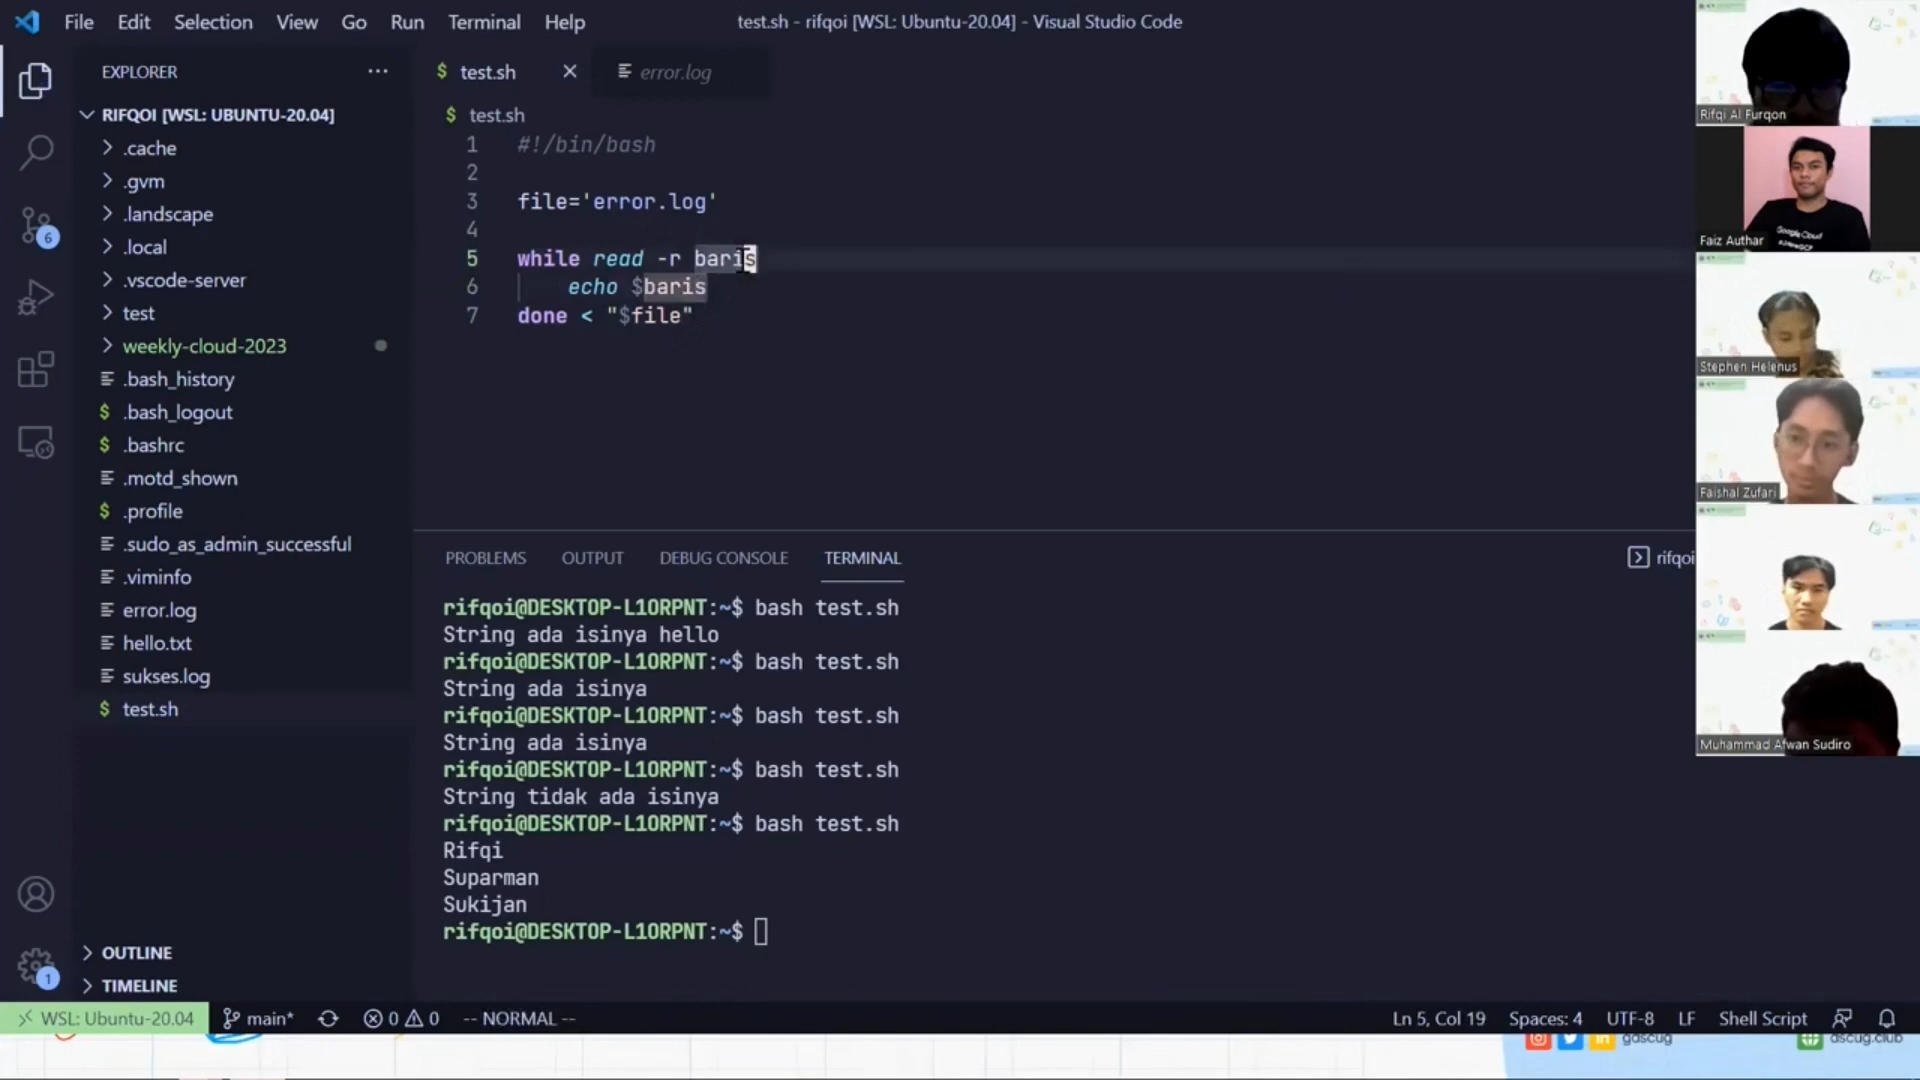 File Edit Selection View Go Run Terminal Help
test.sh - rifqoi [WSL: Ubuntu-20.04] - Visual Studio Code
EXPLORER
RIFQOI [WSL: UBUNTU-20.04]
.cache
.gvm
.landscape
.local
.vscode-server
test
weekly-cloud-2023
.bash_history
.bash_logout
.bashrc
.motd_shown
.profile
.sudo_as_admin_successful
.viminfo
error.log
hello.txt
sukses.log
test.sh
OUTLINE
TIMELINE
6
1
test.sh error.log
$ test.sh
1 #!/bin/bash
2
3 file='error.log'
4
5 while read -r baris
6 echo $baris
7 done < "$file"
PROBLEMS OUTPUT DEBUG CONSOLE TERMINAL
rifqoi
rifqoi@DESKTOP-L1ORPNT:~$ bash test.sh
String ada isinya hello
rifqoi@DESKTOP-L1ORPNT:~$ bash test.sh
String ada isinya
rifqoi@DESKTOP-L1ORPNT:~$ bash test.sh
String ada isinya
rifqoi@DESKTOP-L1ORPNT:~$ bash test.sh
String tidak ada isinya
rifqoi@DESKTOP-L1ORPNT:~$ bash test.sh
Rifqi
Suparman
Sukijan
rifqoi@DESKTOP-L1ORPNT:~$
Rifqi Al Furqon
Google Cloud
Faiz Authar
Stephen Helenus
Faishal Zufari
Muhammad Afwan Sudiro
WSL: Ubuntu-20.04 main* 0 0 -- NORMAL -- Ln 5, Col 19 Spaces: 4 UTF-8 LF Shell Script